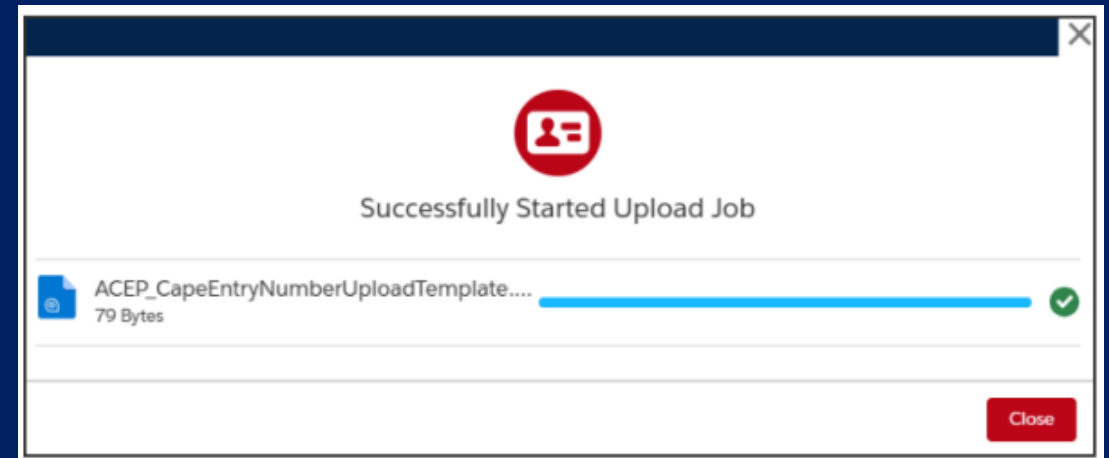 Successfully Started Upload Job
ACEP_CapeEntryNumberUploadTemplate....
79 Bytes
Close